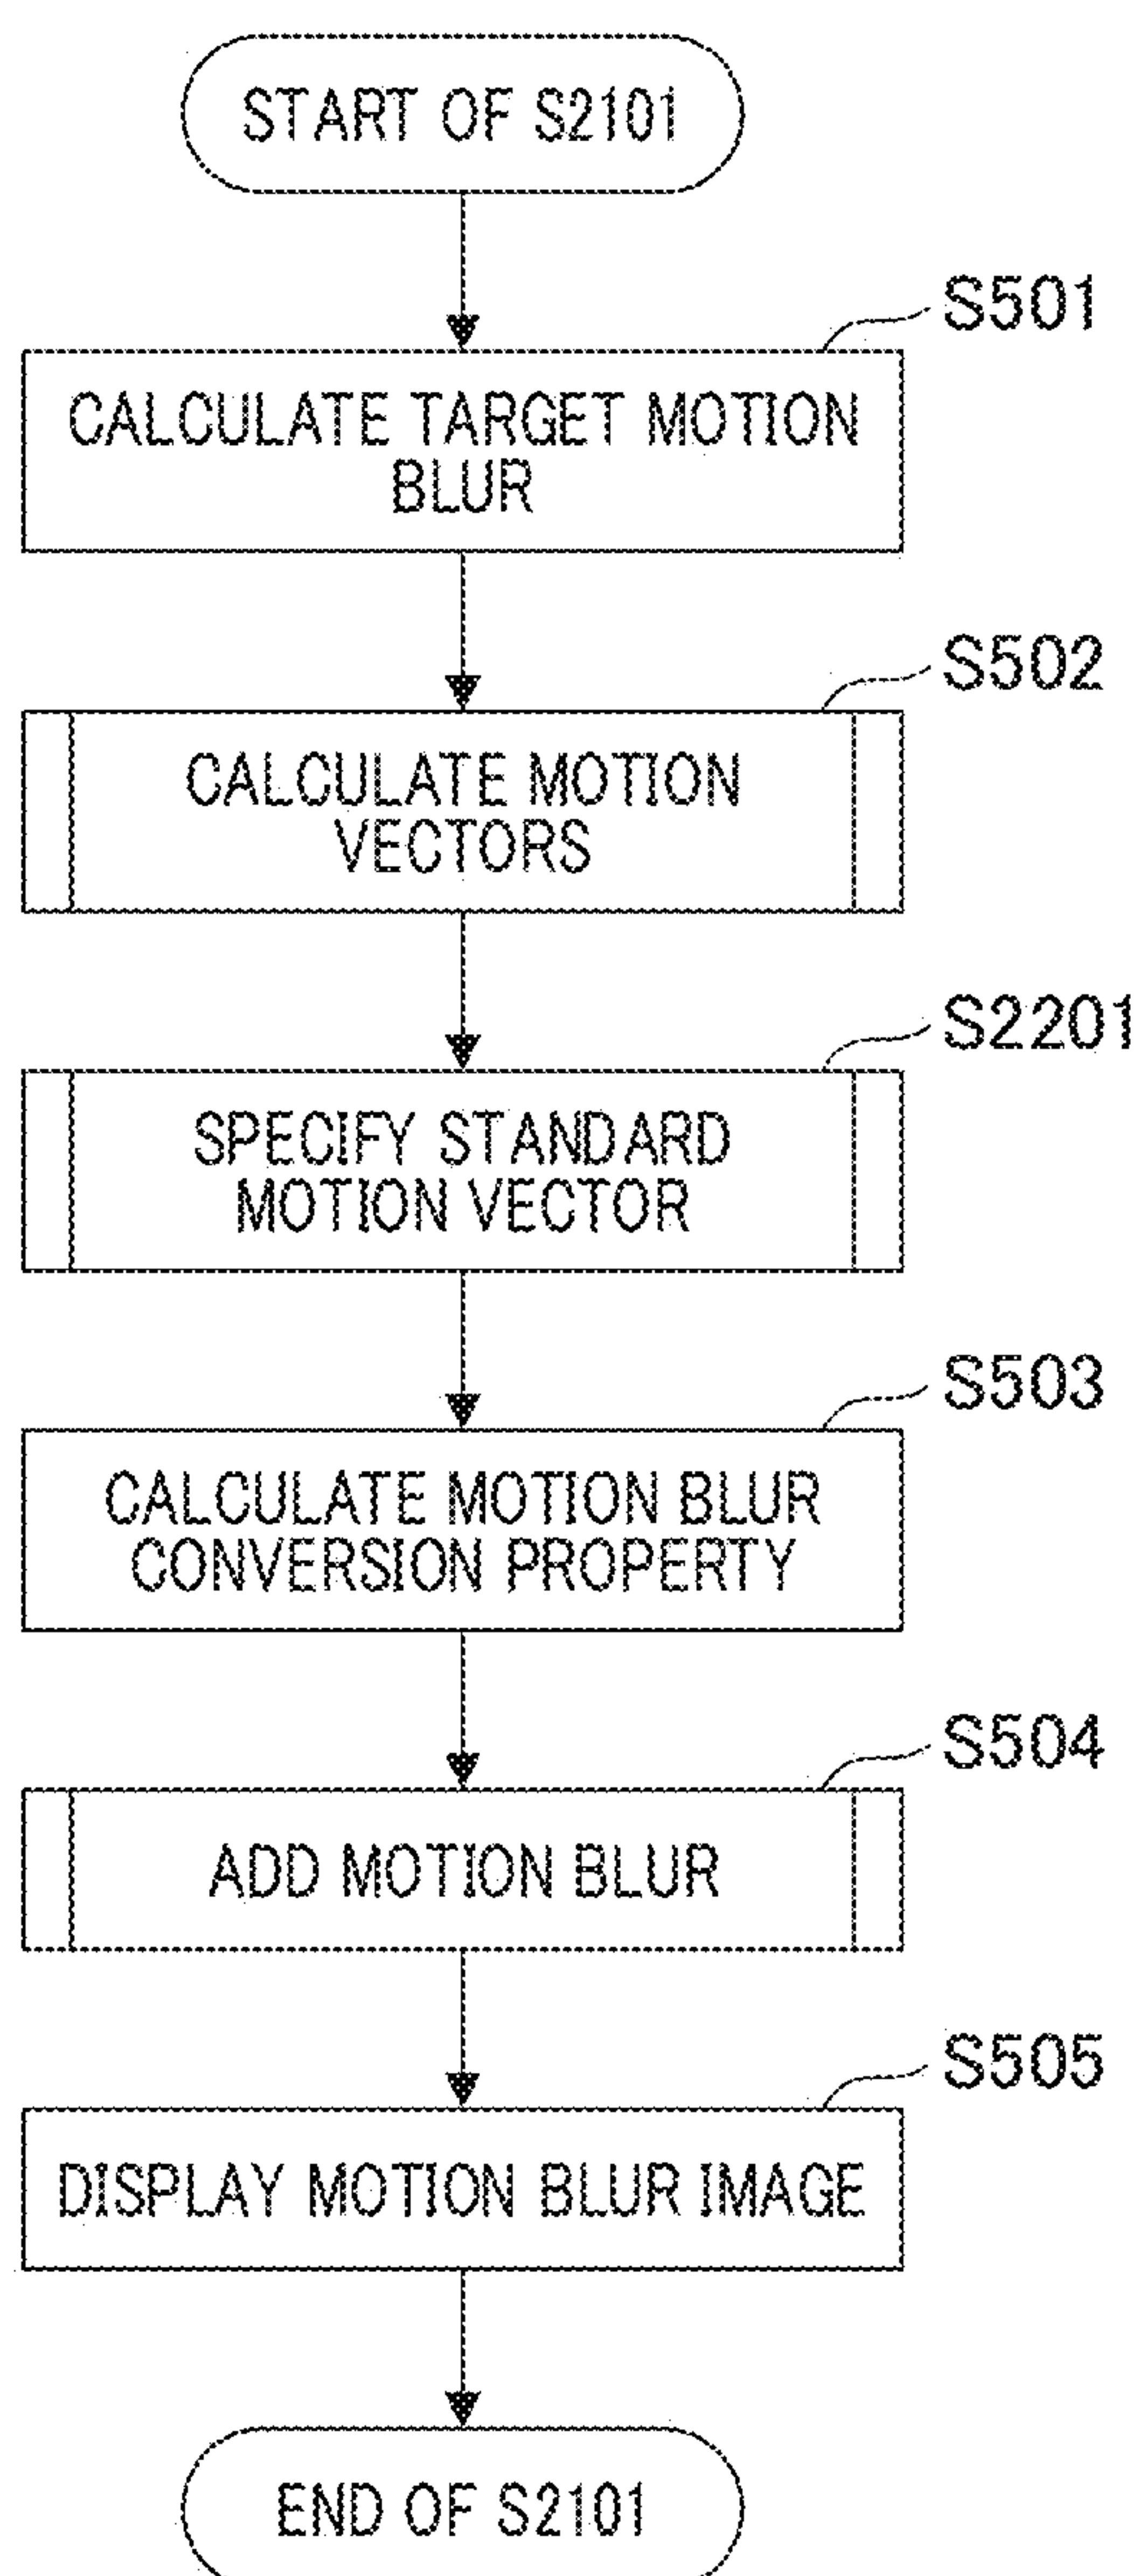 START OF S2101
S501
CALCULATE TARGET MOTION
BLUR
S502
CALCULATE MOTION
VECTORS
S2201
SPECIFY STANDARD
MOTION VECTOR
S503
CALCULATE MOTION BLUR
CONVERSION PROPERTY
S504
ADD MOTION BLUR
S505
DISPLAY MOTION BLUR IMAGE
END OF S2101